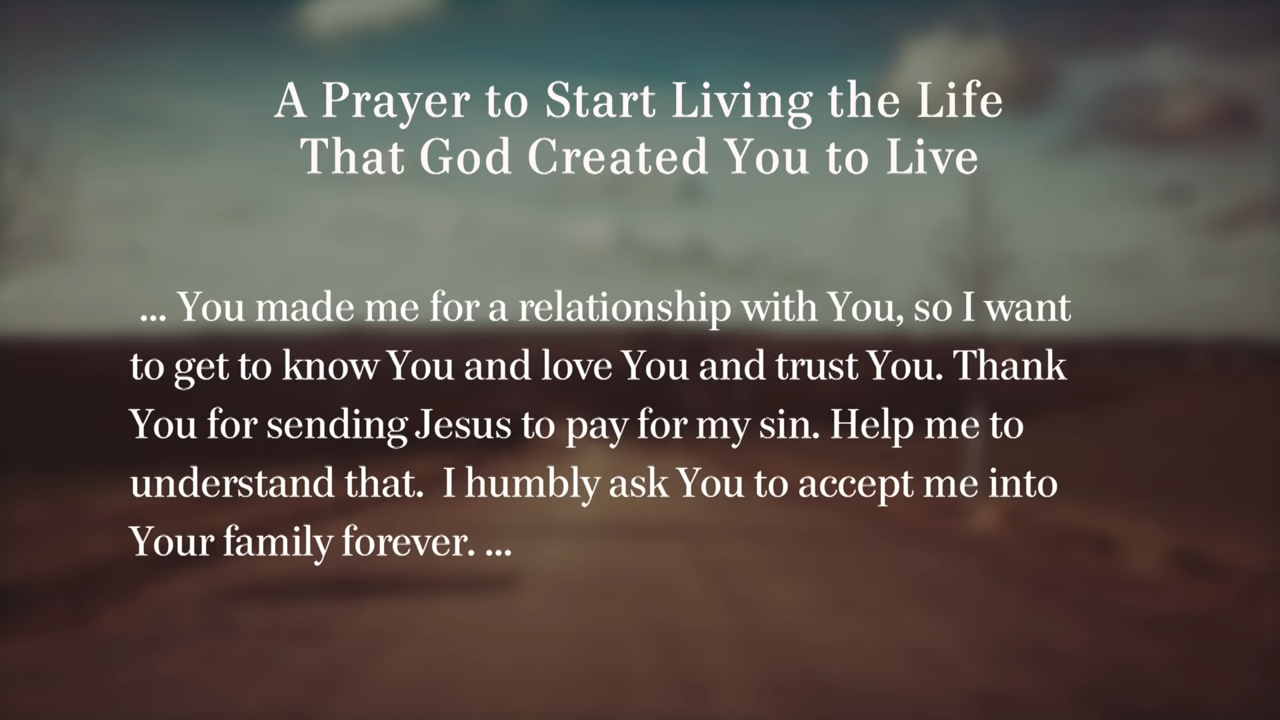 A Prayer to Start Living the Life
That God Created You to Live
... You made me for a relationship with You, so I want
to get to know You and love You and trust You. Thank
You for sending Jesus to pay for my sin. Help me to
understand that.  I humbly ask You to accept me into
Your family forever. ...